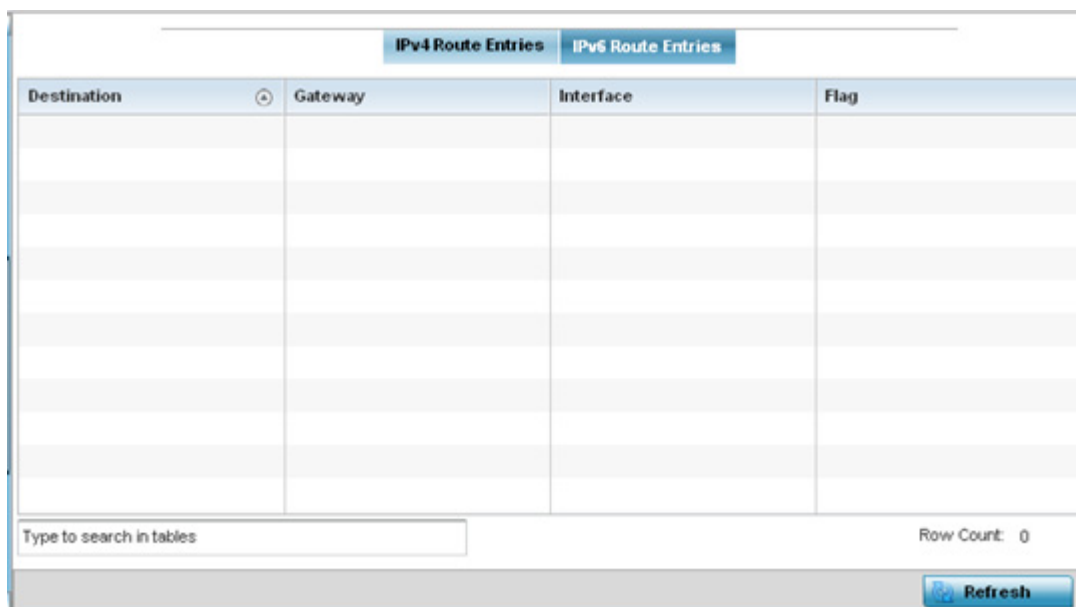 IPv4 Route Entries IPv6 Route Entries
Destination Gateway Interface Flag
Type to search in tables Row Count: 0
Refresh